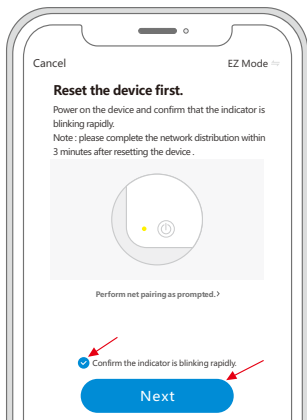 Cancel
EZ Mode
Reset the device first.
Power on the device and confirm that the indicator is
blinking rapidly.
Note : please complete the network distribution within
3 minutes after resetting the device .
Perform net pairing as prompted.>
Confirm the indicator is blinking rapidly.
Next